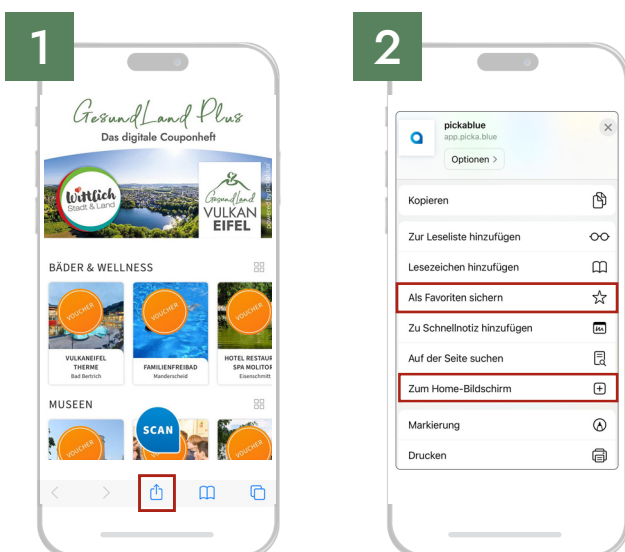 1
GesundLand Plus
Das digitale Couponheft
Wittlich
Stadt & Land
GesundLand
VULKAN
EIFEL
BÄDER & WELLNESS
VOUCHER
VOUCHER
VOUCHER
VULKANEIFEL
THERME
Bad Bertrich
FAMILIENFREIBAD
Manderscheid
HOTEL RESTAUR
SPA MOLITOR
Eisenschmitt
MUSEEN
SCAN
VOUCHER
VOUCHER
2
pickablue
app.picka.blue
Optionen >
Kopieren
Zur Leseliste hinzufügen
Lesezeichen hinzufügen
Als Favoriten sichern
Zu Schnellnotiz hinzufügen
Auf der Seite suchen
Zum Home-Bildschirm
Markierung
Drucken